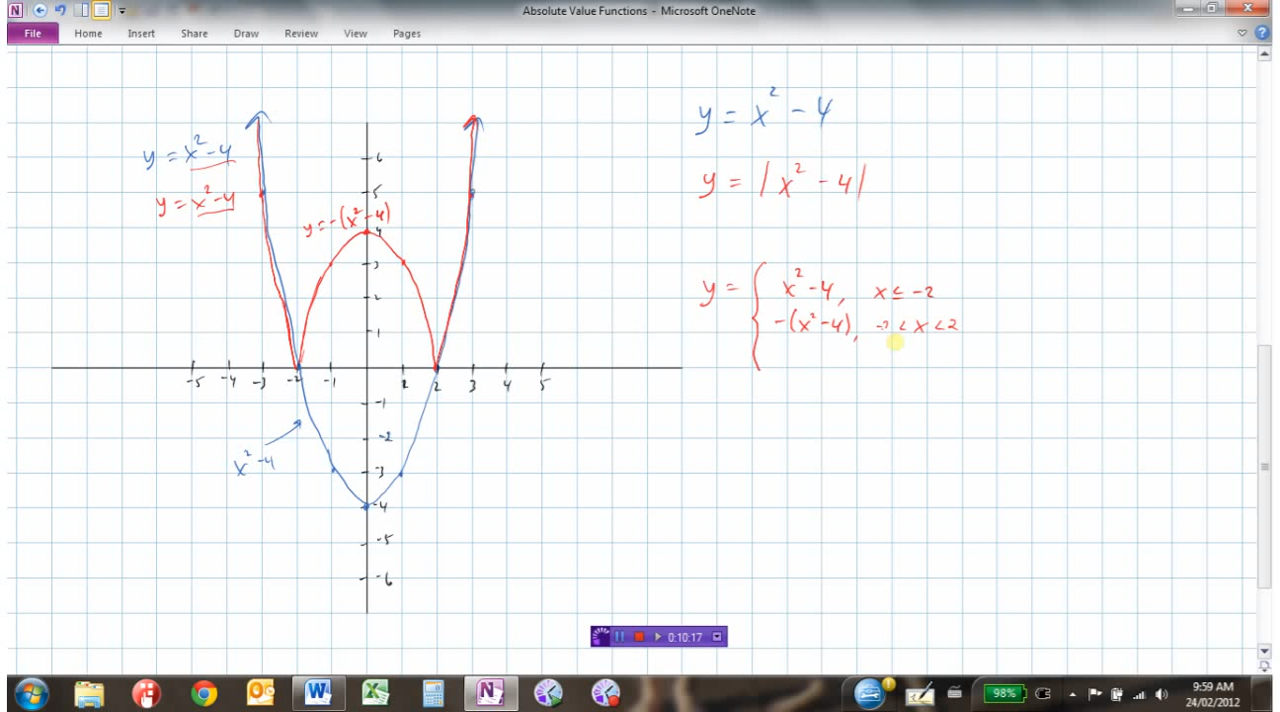 Absolute Value Functions - Microsoft OneNote
File Home Insert Share Draw Review View Pages
y = x² - 4
y = x² - 4
y = -(x² - 4)
x² - 4
6
5
4
3
2
1
-5 -4 -3 -2 -1 1 2 3 4 5
-1
-2
-3
-4
-5
-6
y = x² - 4
y = |x² - 4|
y = { x² - 4, x ≤ -2
-(x² - 4), -2 < x < 2
0:10:17
98%
9:59 AM
24/02/2012